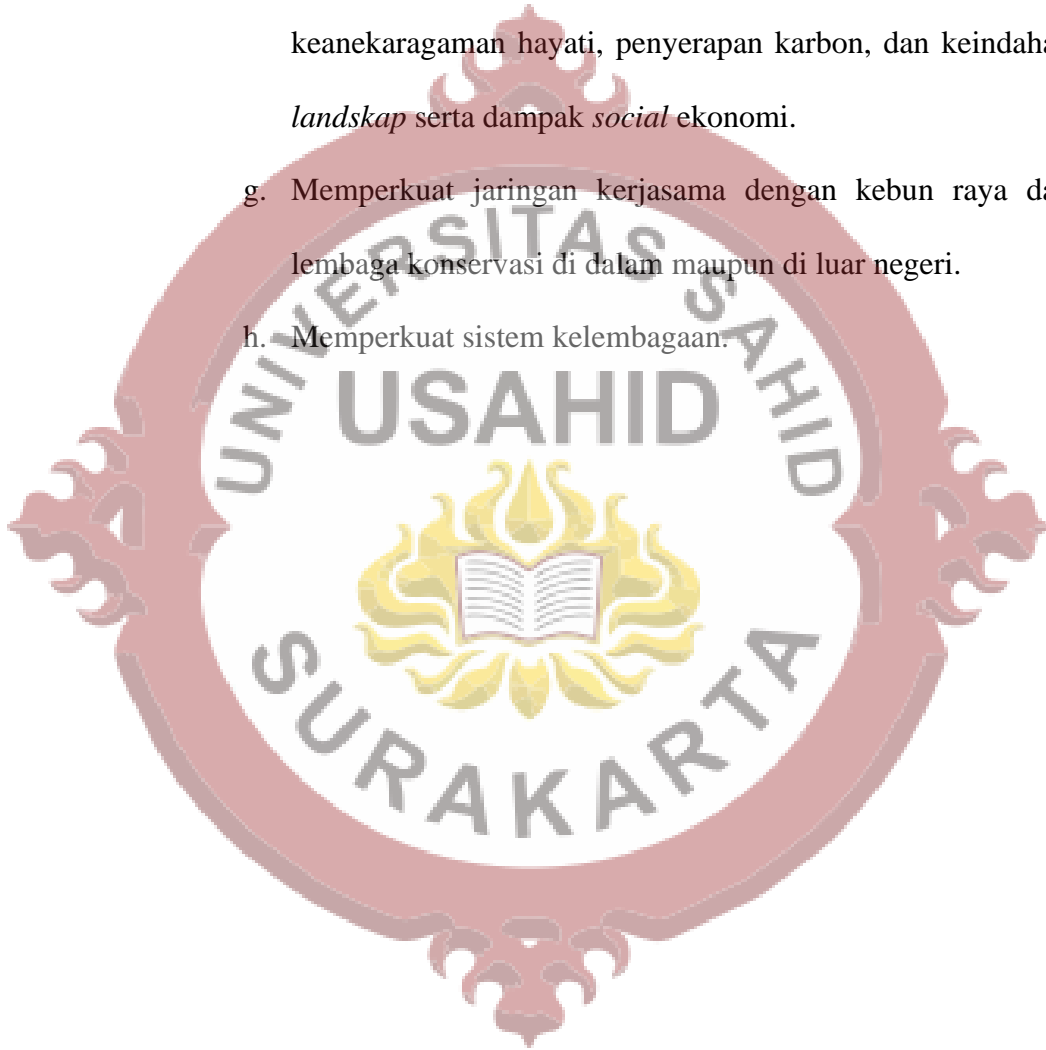 keanekaragaman hayati, penyerapan karbon, dan keindaha
landskap serta dampak social ekonomi.
g. Memperkuat jaringan kerjasama dengan kebun raya da
lembaga konservasi di dalam maupun di luar negeri.
h. Memperkuat sistem kelembagaan.
UNIVERSITAS SAHID
USAHID
SURAKARTA